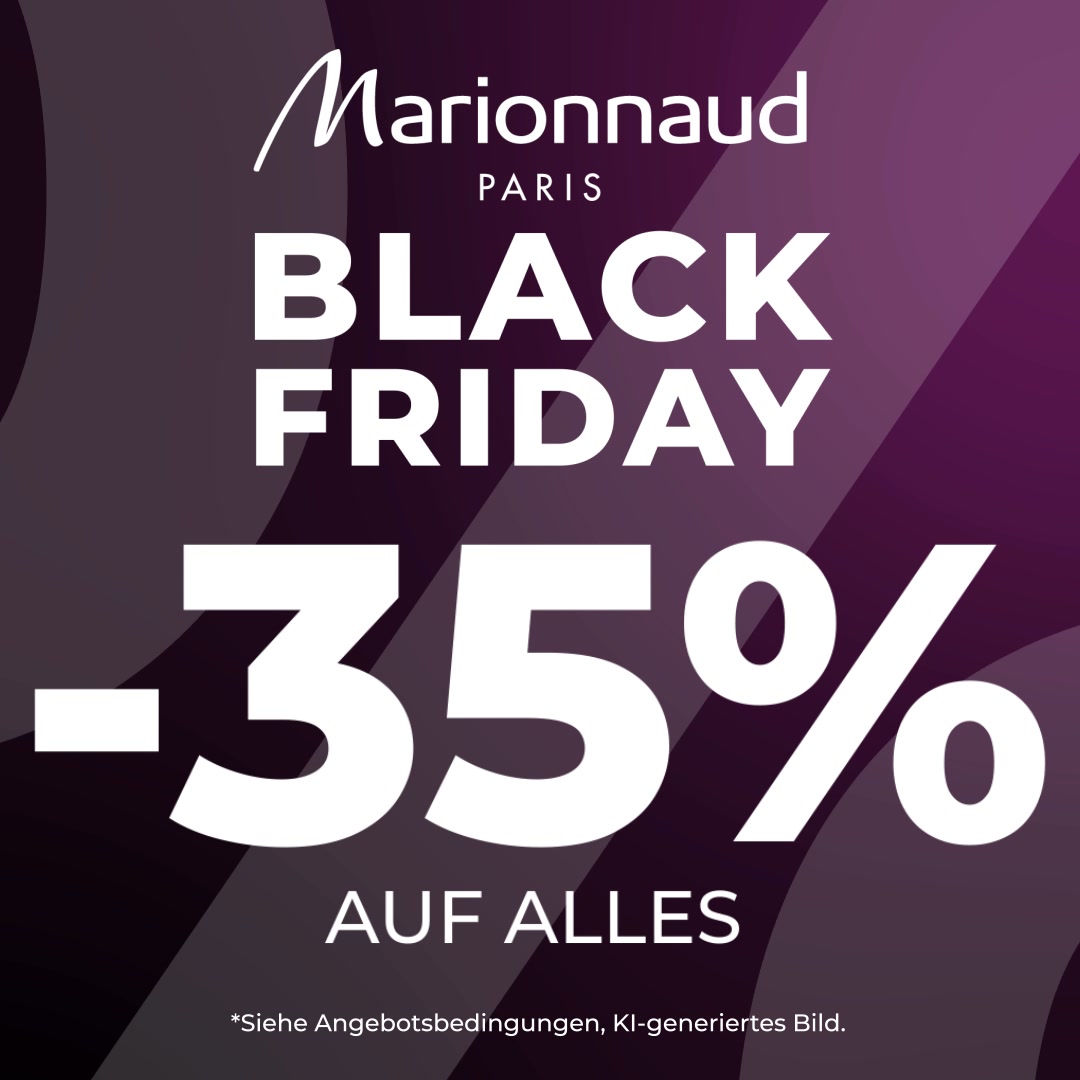 Marionnaud
PARIS
BLACK
FRIDAY
-35%
AUF ALLES
*Siehe Angebotsbedingungen, KI-generiertes Bild.